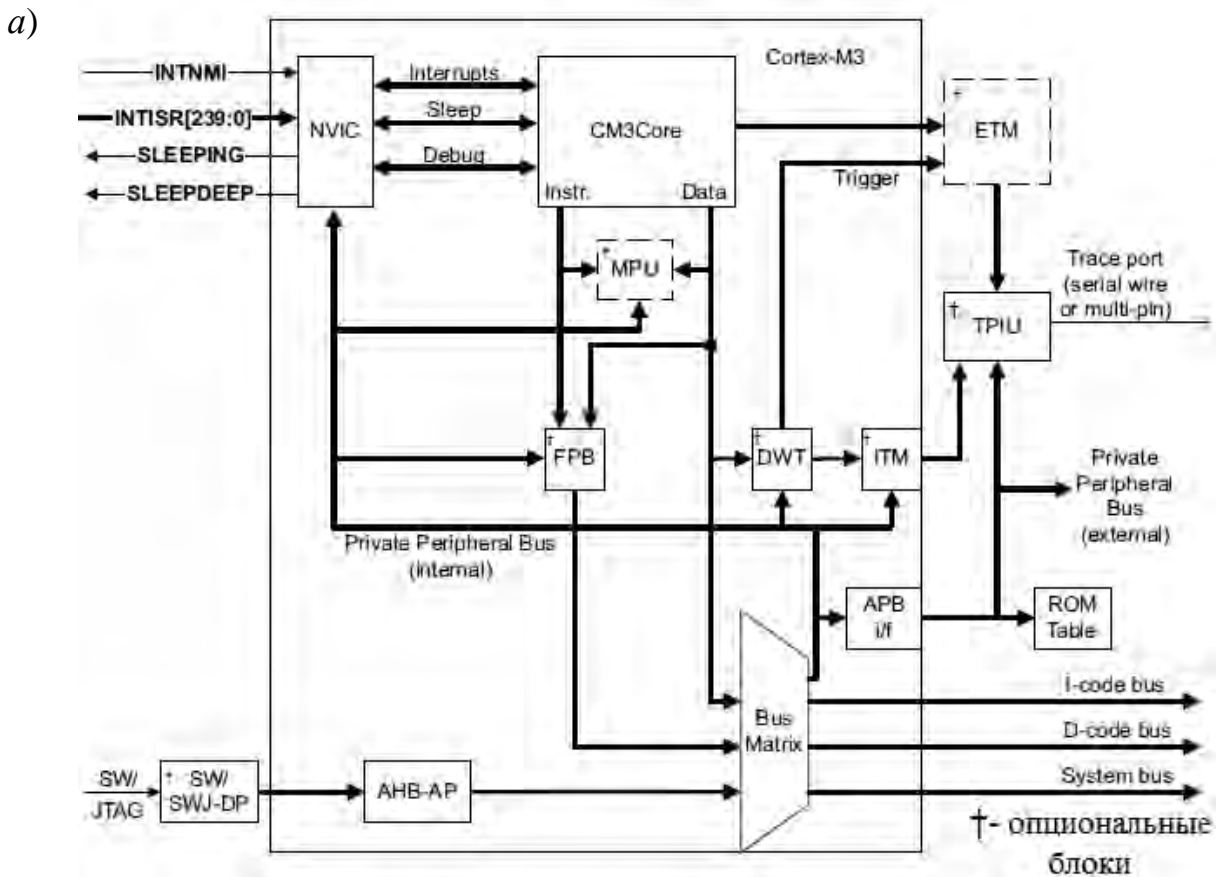 а)
Cortex-M3
INTNMI
INTISR[239:0]
SLEEPING
SLEEPDEEP
NVIC
Interrupts
Sleep
Debug
CM3Core
Instr.
Data
†
ETM
Trigger
†
MPU
Trace port
(serial wire
or multi-pin)
†
TPIU
†
FPB
†
DWT
†
ITM
Private
Peripheral
Bus
(external)
Private Peripheral Bus
(internal)
APB
i/f
ROM
Table
Bus
Matrix
I-code bus
D-code bus
System bus
SW/
JTAG
†
SW/
SWJ-DP
AHB-AP
†- опциональные
блоки